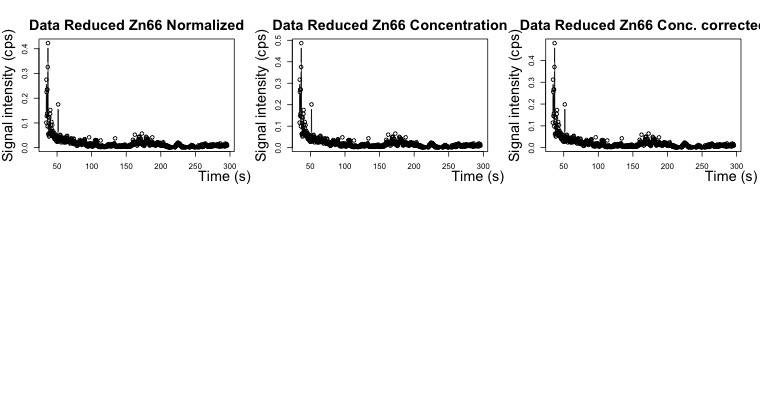 Data Reduced Zn66 Normalized
Signal intensity (cps)
0.0 0.1 0.2 0.3 0.4
50 100 150 200 250 300
Time (s)
Data Reduced Zn66 Concentration
Signal intensity (cps)
0.0 0.1 0.2 0.3 0.4 0.5
50 100 150 200 250 300
Time (s)
Data Reduced Zn66 Conc. correcte
Signal intensity (cps)
0.0 0.1 0.2 0.3 0.4
50 100 150 200 250 300
Time (s)